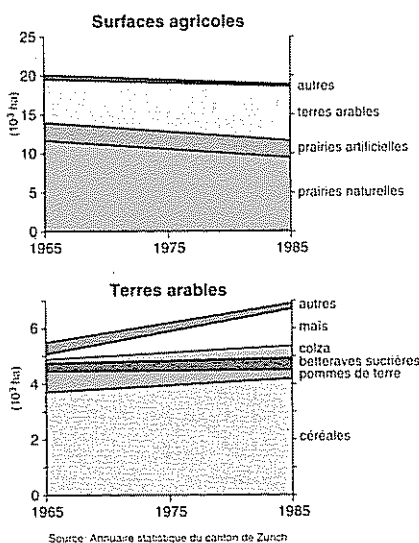 Surfaces agricoles
(10³ ha)
25
20
15
10
5
0
autres
terres arables
prairies artificielles
prairies naturelles
1965 1975 1985
Terres arables
(10³ ha)
6
4
2
0
autres
maïs
colza
betteraves sucrières
pommes de terre
céréales
1965 1975 1985
Source: Annuaire statistique du canton de Zurich